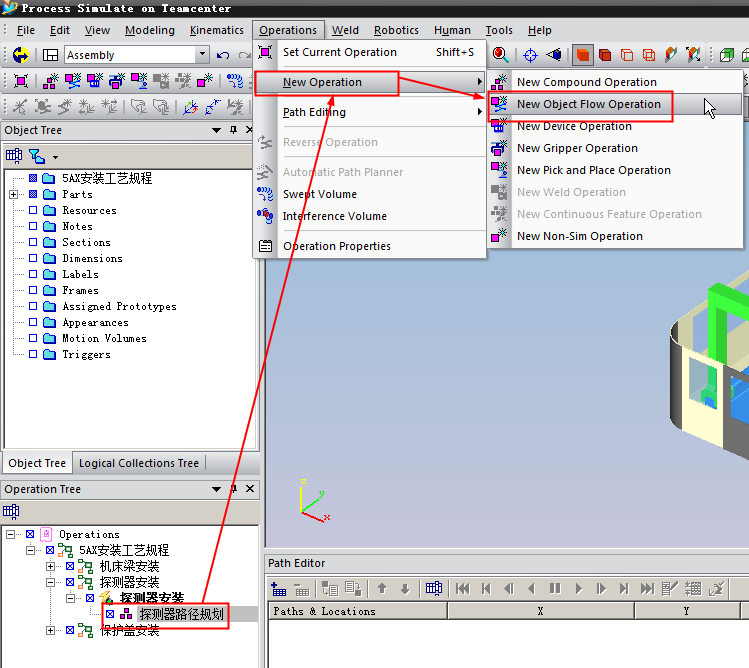 Process Simulate on Teamcenter
File Edit View Modeling Kinematics Operations Weld Robotics Human Tools Help
Assembly
Set Current Operation Shift+S
New Operation
Path Editing
Reverse Operation
Automatic Path Planner
Swept Volume
Interference Volume
Operation Properties
New Compound Operation
New Object Flow Operation
New Device Operation
New Gripper Operation
New Pick and Place Operation
New Weld Operation
New Continuous Feature Operation
New Non-Sim Operation
Object Tree
5AX安装工艺规程
Parts
Resources
Notes
Sections
Dimensions
Labels
Frames
Assigned Prototypes
Appearances
Motion Volumes
Triggers
Object Tree Logical Collections Tree
Operation Tree
Operations
5AX安装工艺规程
机床梁安装
探测器安装
探测器安装
探测器路径规划
保护盖安装
z
y
x
Path Editor
Paths & Locations X Y